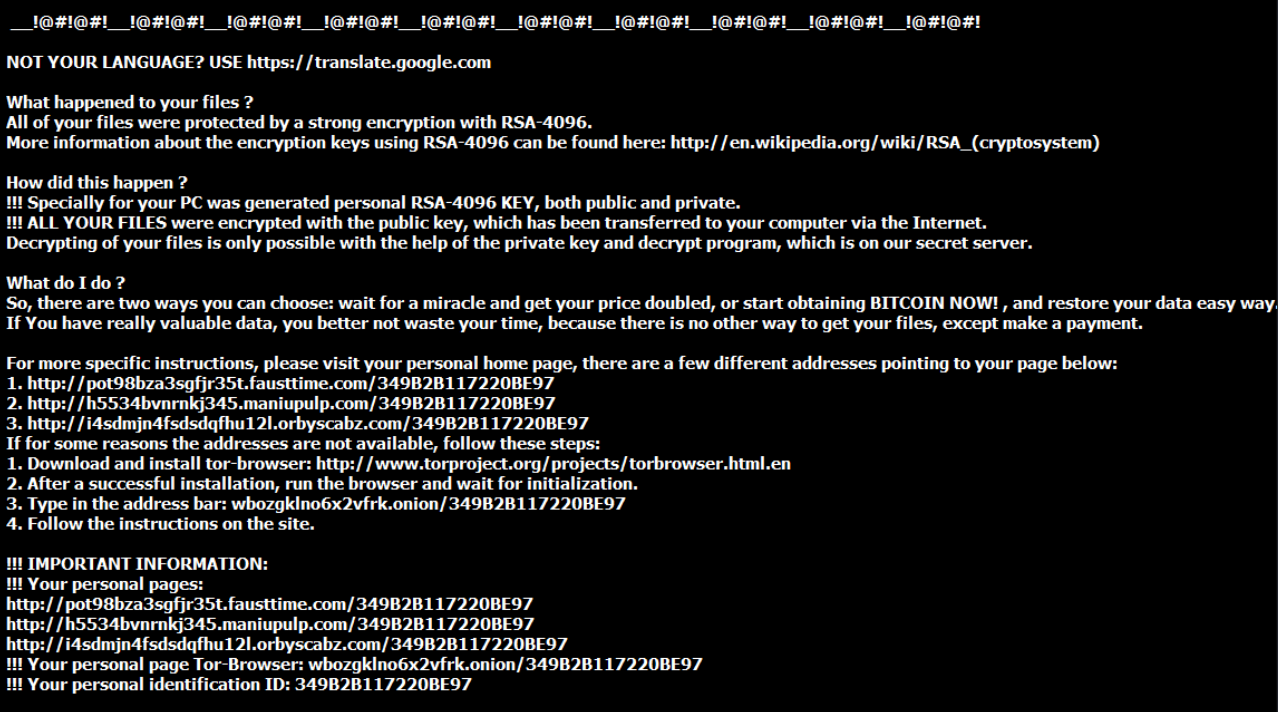 __!@#!@#!__!@#!@#!__!@#!@#!__!@#!@#!__!@#!@#!__!@#!@#!__!@#!@#!__!@#!@#!__!@#!@#!__!@#!@#!
NOT YOUR LANGUAGE? USE https://translate.google.com
What happened to your files ?
All of your files were protected by a strong encryption with RSA-4096.
More information about the encryption keys using RSA-4096 can be found here: http://en.wikipedia.org/wiki/RSA_(cryptosystem)
How did this happen ?
!!! Specially for your PC was generated personal RSA-4096 KEY, both public and private.
!!! ALL YOUR FILES were encrypted with the public key, which has been transferred to your computer via the Internet.
Decrypting of your files is only possible with the help of the private key and decrypt program, which is on our secret server.
What do I do ?
So, there are two ways you can choose: wait for a miracle and get your price doubled, or start obtaining BITCOIN NOW! , and restore your data easy way.
If You have really valuable data, you better not waste your time, because there is no other way to get your files, except make a payment.
For more specific instructions, please visit your personal home page, there are a few different addresses pointing to your page below:
1. http://pot98bza3sgfjr35t.fausttime.com/349B2B117220BE97
2. http://h5534bvnrnkj345.maniupulp.com/349B2B117220BE97
3. http://i4sdmjn4fsdsdqfhu12l.orbyscabz.com/349B2B117220BE97
If for some reasons the addresses are not available, follow these steps:
1. Download and install tor-browser: http://www.torproject.org/projects/torbrowser.html.en
2. After a successful installation, run the browser and wait for initialization.
3. Type in the address bar: wbozgklno6x2vfrk.onion/349B2B117220BE97
4. Follow the instructions on the site.
!!! IMPORTANT INFORMATION:
!!! Your personal pages:
http://pot98bza3sgfjr35t.fausttime.com/349B2B117220BE97
http://h5534bvnrnkj345.maniupulp.com/349B2B117220BE97
http://i4sdmjn4fsdsdqfhu12l.orbyscabz.com/349B2B117220BE97
!!! Your personal page Tor-Browser: wbozgklno6x2vfrk.onion/349B2B117220BE97
!!! Your personal identification ID: 349B2B117220BE97